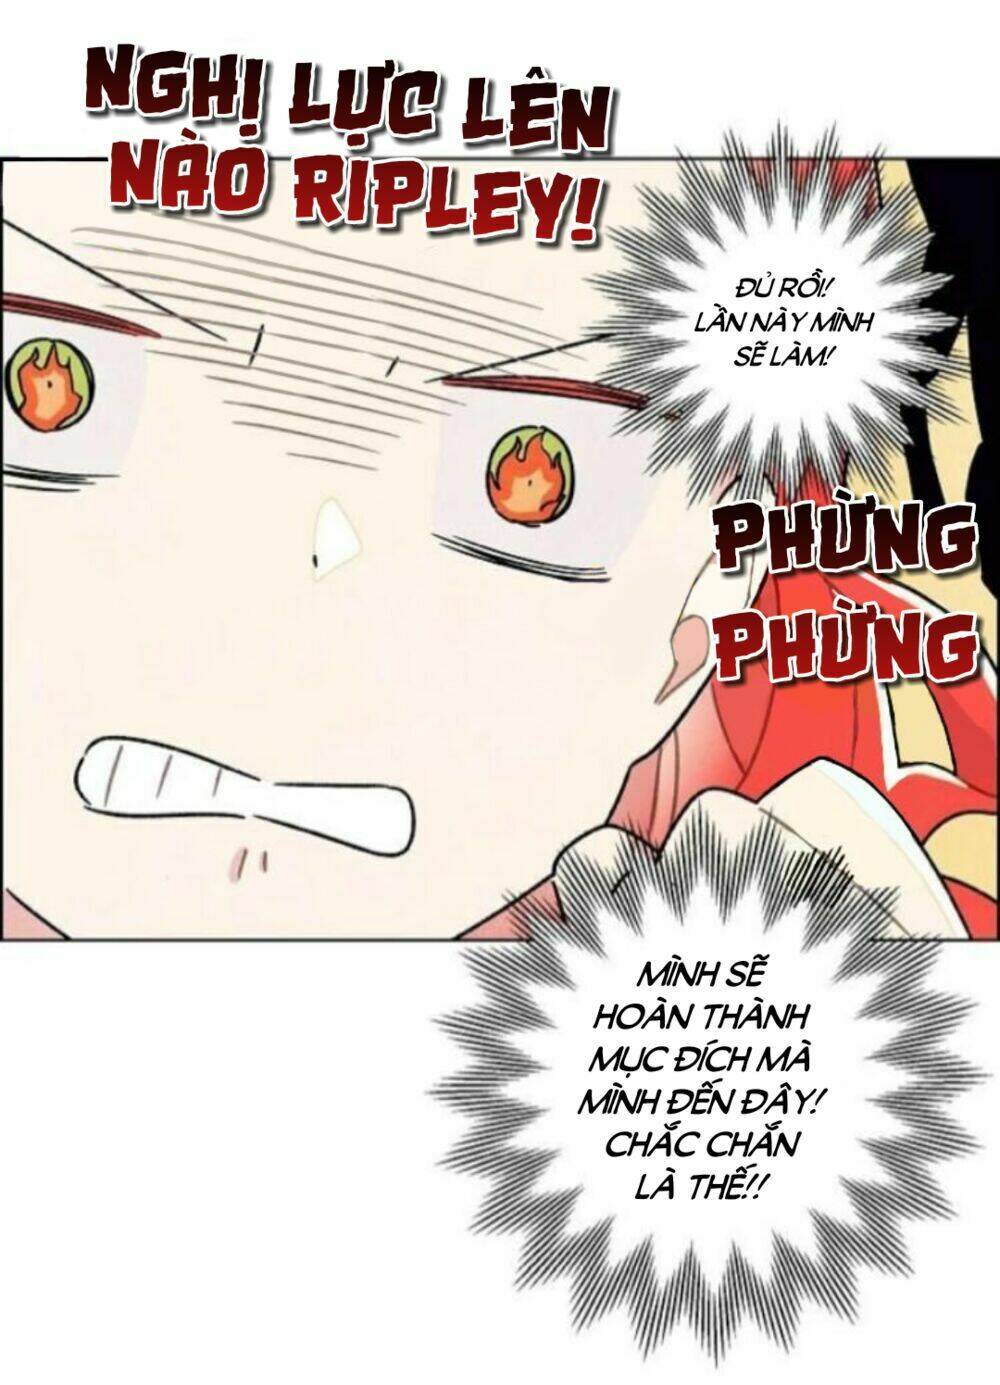 NGHỊ LỰC LÊN
NÀO RIPLEY!
ĐỦ RỒI!
LẦN NÀY MÌNH
SẼ LÀM!
PHỪNG
PHỪNG
MÌNH SẼ
HOÀN THÀNH
MỤC ĐÍCH MÀ
MÌNH ĐẾN ĐÂY!
CHẮC CHẮN
LÀ THẾ!!